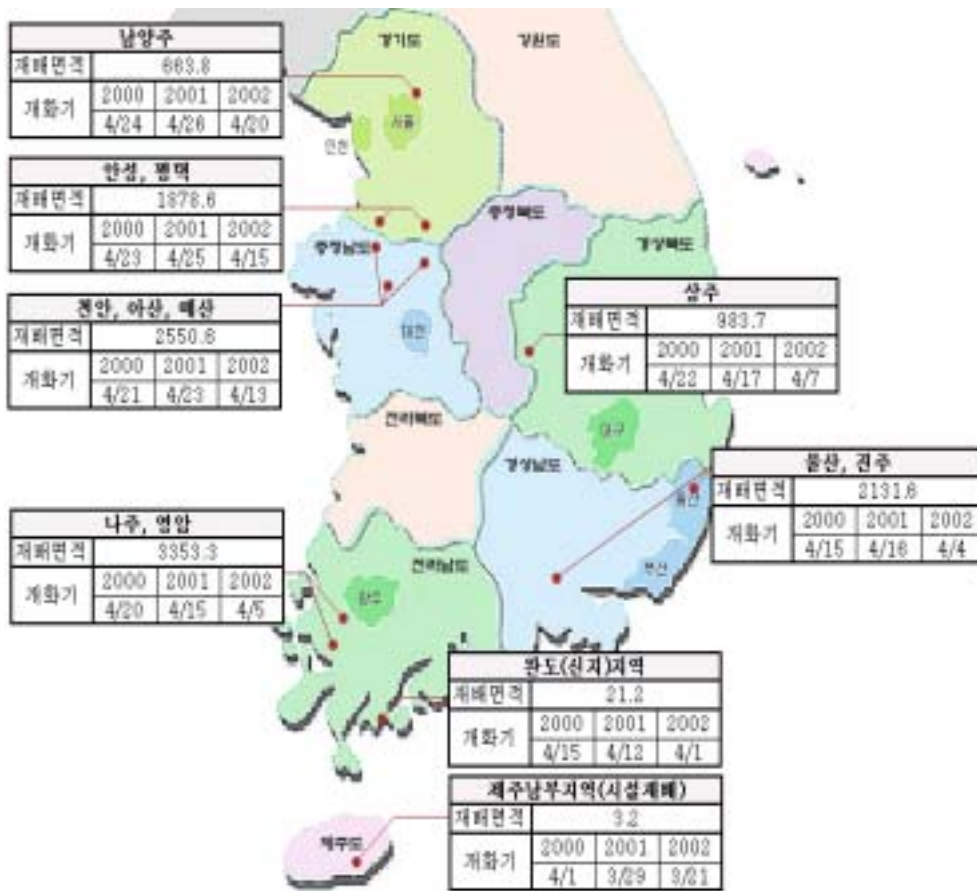 남양주
재배면적 663.8
개화기 2000 2001 2002
4/24 4/26 4/20
안성, 평택
재배면적 1878.6
개화기 2000 2001 2002
4/23 4/25 4/15
천안, 아산, 예산
재배면적 2550.6
개화기 2000 2001 2002
4/21 4/23 4/13
나주, 영암
재배면적 3353.3
개화기 2000 2001 2002
4/20 4/15 4/5
상주
재배면적 983.7
개화기 2000 2001 2002
4/22 4/17 4/7
울산, 진주
재배면적 2131.6
개화기 2000 2001 2002
4/15 4/16 4/4
완도(신지)지역
재배면적 21.2
개화기 2000 2001 2002
4/15 4/12 4/1
제주남부지역(시설재배)
재배면적 3.2
개화기 2000 2001 2002
4/1 3/29 3/21
경기도
강원도
서울
인천
충청북도
충청남도
경상북도
대전
대구
전라북도
경상남도
울산
부산
전라남도
광주
제주도